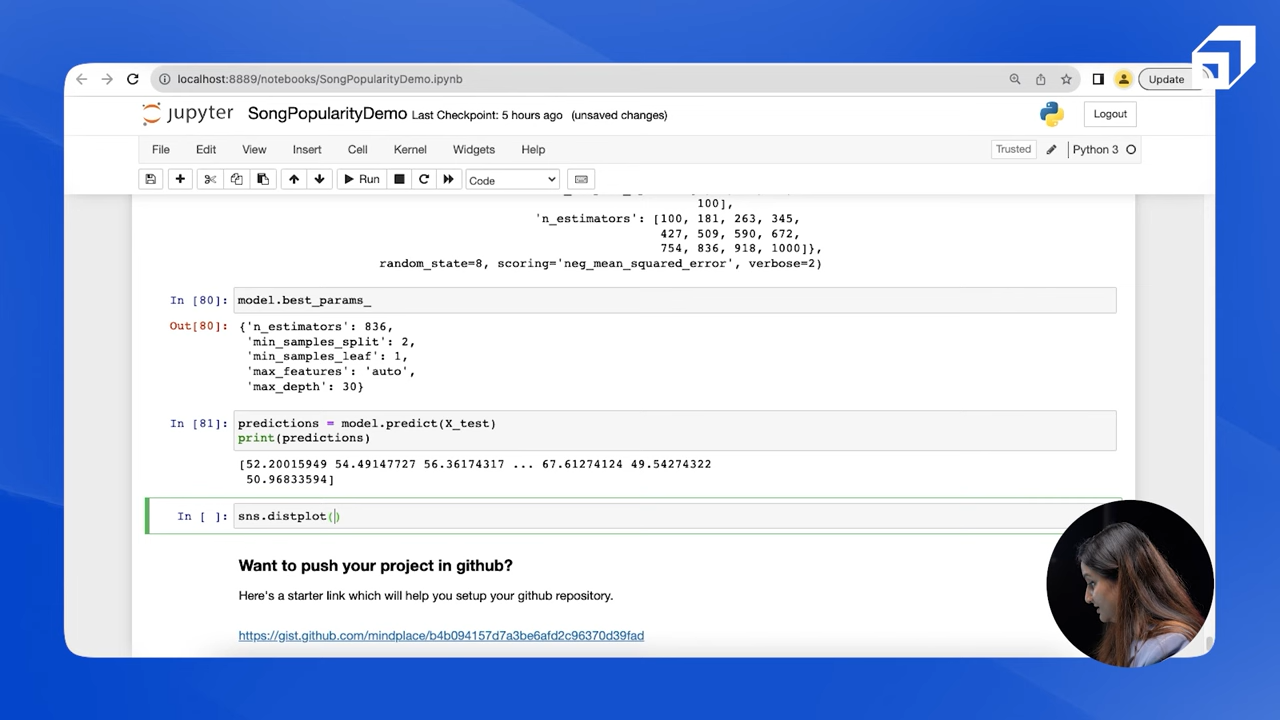 localhost:8889/notebooks/SongPopularityDemo.ipynb
Update
jupyter SongPopularityDemo Last Checkpoint: 5 hours ago (unsaved changes)
Logout
File Edit View Insert Cell Kernel Widgets Help
Trusted Python 3
Run Code
100],
'n_estimators': [100, 181, 263, 345,
427, 509, 590, 672,
754, 836, 918, 1000]},
random_state=8, scoring='neg_mean_squared_error', verbose=2)
In [80]: model.best_params_
Out[80]: {'n_estimators': 836,
'min_samples_split': 2,
'min_samples_leaf': 1,
'max_features': 'auto',
'max_depth': 30}
In [81]: predictions = model.predict(X_test)
print(predictions)
[52.20015949 54.49147727 56.36174317 ... 67.61274124 49.54274322
50.96833594]
In [ ]: sns.distplot()
Want to push your project in github?
Here's a starter link which will help you setup your github repository.
https://gist.github.com/mindplace/b4b094157d7a3be6afd2c96370d39fad